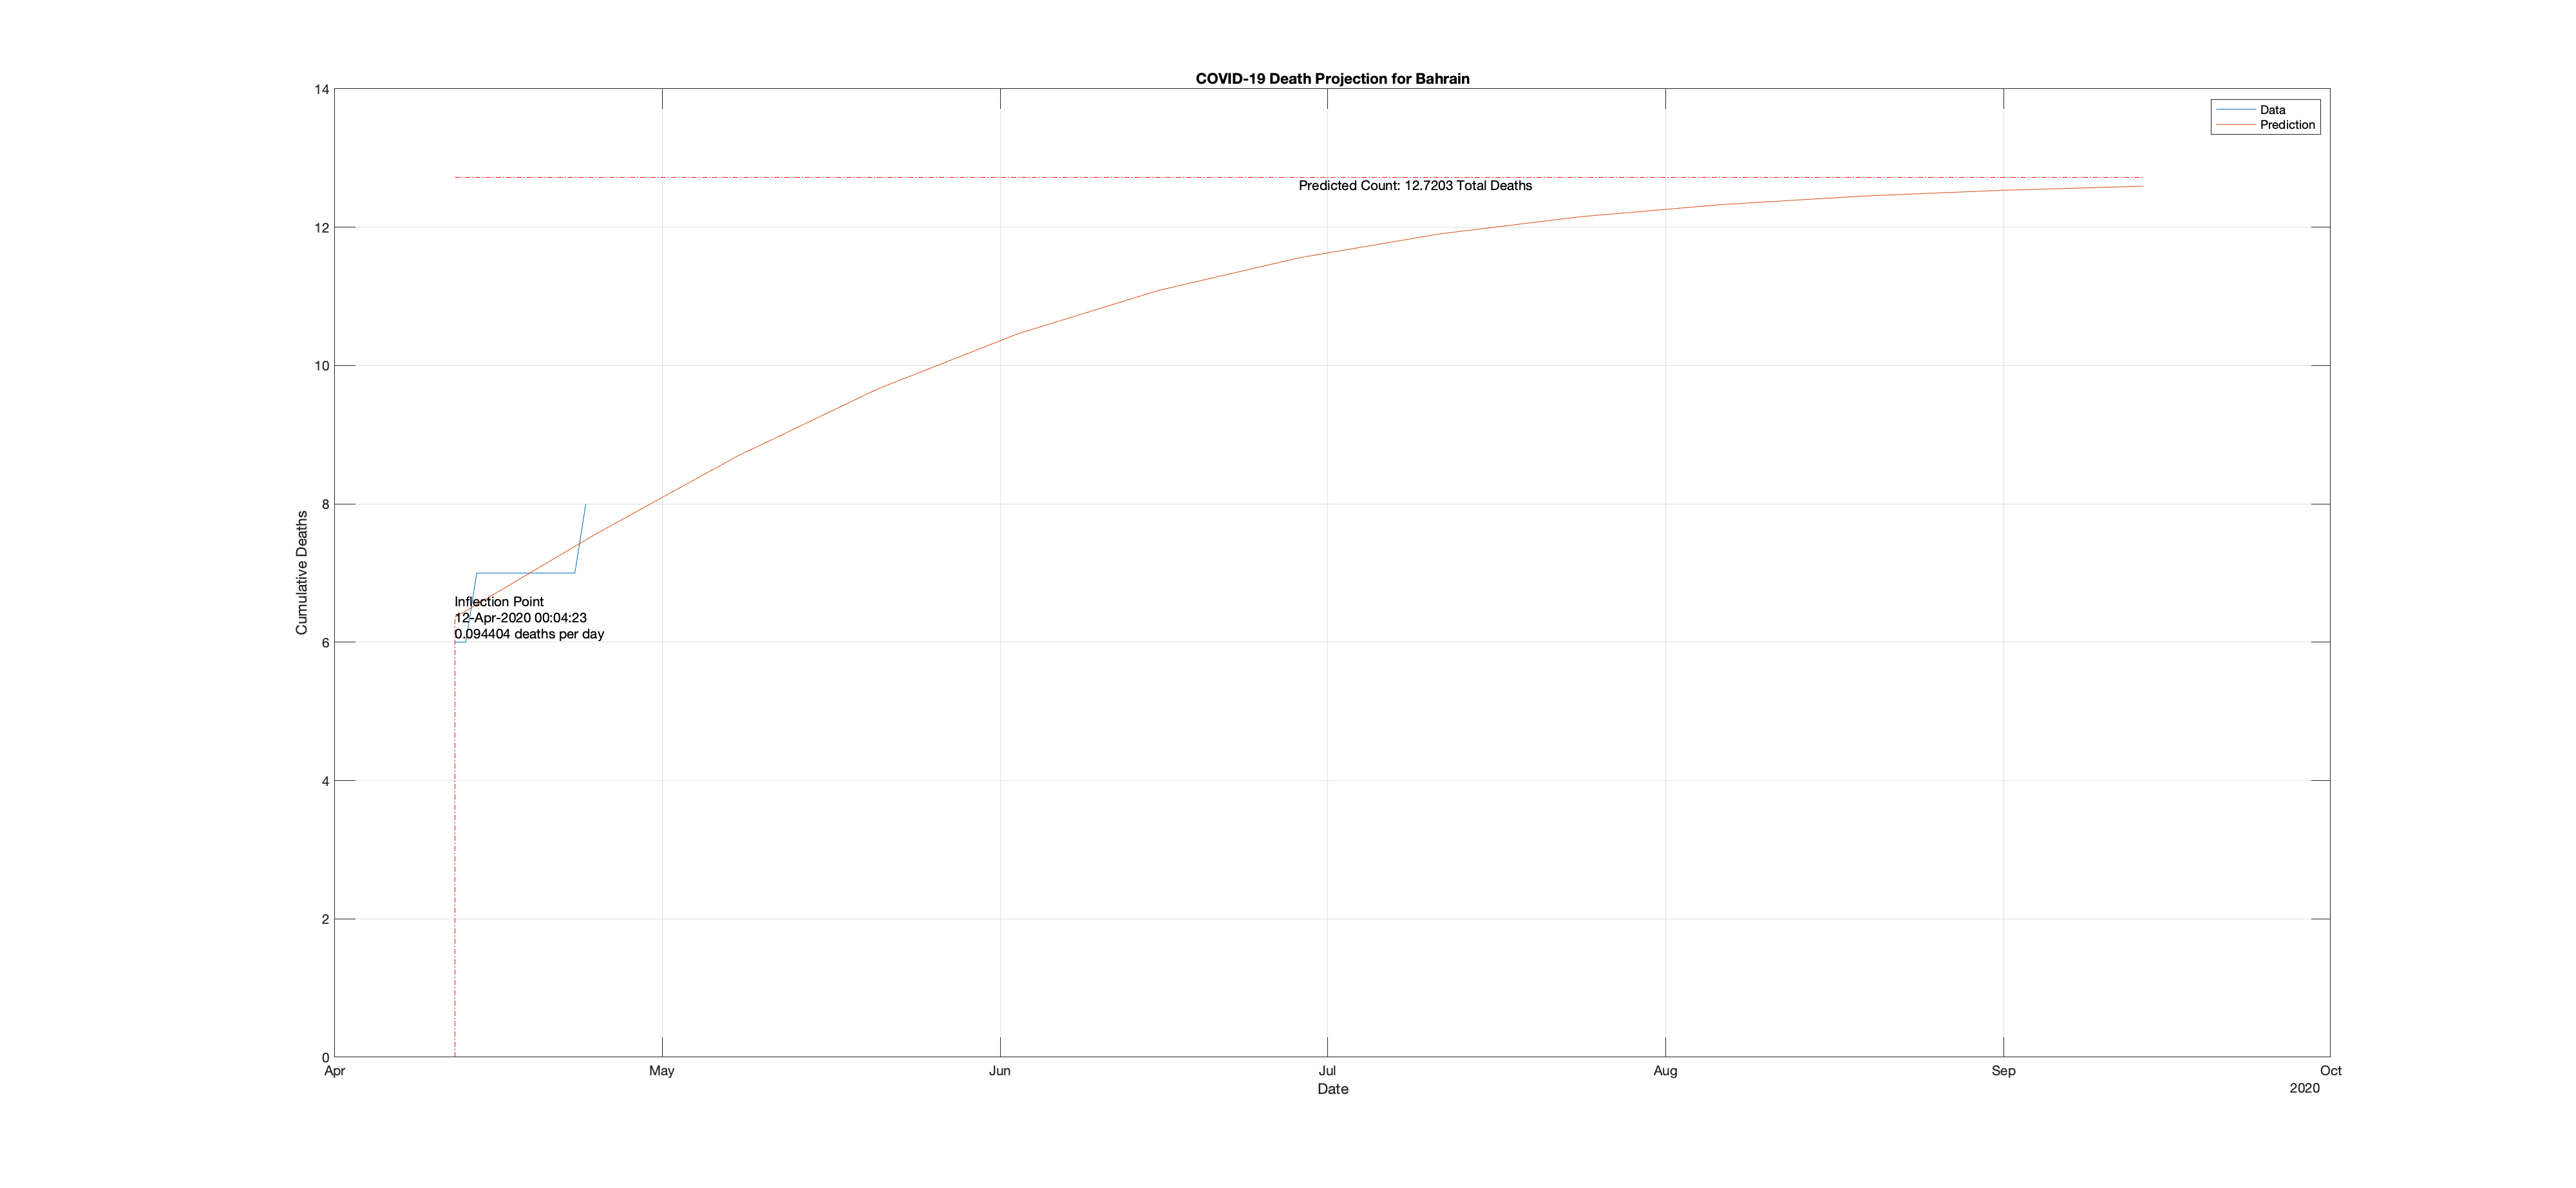 COVID-19 Death Projection for Bahrain
Data
Prediction
Predicted Count: 12.7203 Total Deaths
Inflection Point
12-Apr-2020 00:04:23
0.094404 deaths per day
Cumulative Deaths
14
12
10
8
6
4
2
0
Apr
May
Jun
Jul
Aug
Sep
Oct
Date
2020